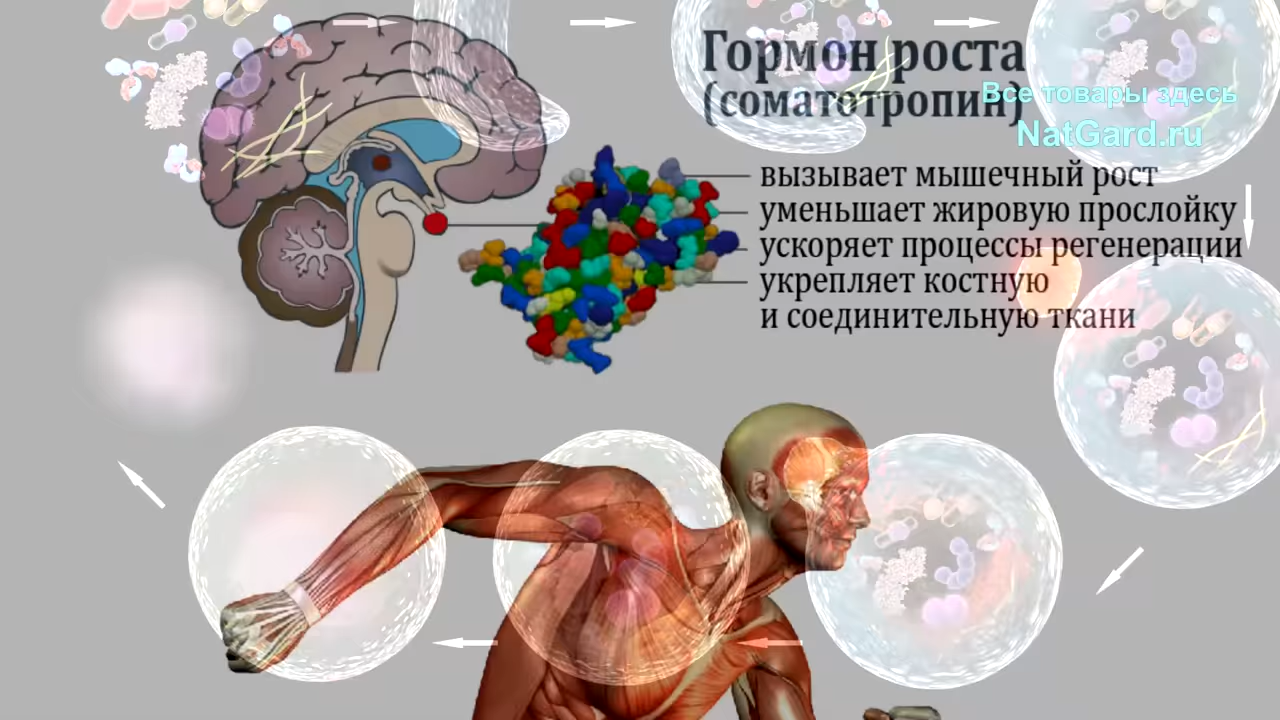 Гормон роста
(соматотропин)
Все товары здесь
NatGard.ru
вызывает мышечный рост
уменьшает жировую прослойку
ускоряет процессы регенерации
укрепляет костную
и соединительную ткани